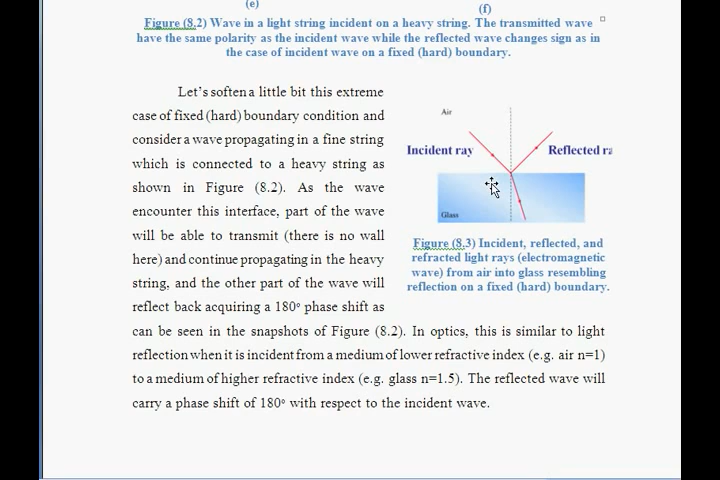 (e)
(f)
Figure (8.2) Wave in a light string incident on a heavy string. The transmitted wave
have the same polarity as the incident wave while the reflected wave changes sign as in
the case of incident wave on a fixed (hard) boundary.
Let's soften a little bit this extreme
case of fixed (hard) boundary condition and
consider a wave propagating in a fine string
which is connected to a heavy string as
shown in Figure (8.2). As the wave
encounter this interface, part of the wave
will be able to transmit (there is no wall
here) and continue propagating in the heavy
string, and the other part of the wave will
reflect back acquiring a 180° phase shift as
can be seen in the snapshots of Figure (8.2). In optics, this is similar to light
reflection when it is incident from a medium of lower refractive index (e.g. air n=1)
to a medium of higher refractive index (e.g. glass n=1.5). The reflected wave will
carry a phase shift of 180° with respect to the incident wave.
Air
Incident ray
Reflected ra
Glass
Figure (8.3) Incident, reflected, and
refracted light rays (electromagnetic
wave) from air into glass resembling
reflection on a fixed (hard) boundary.